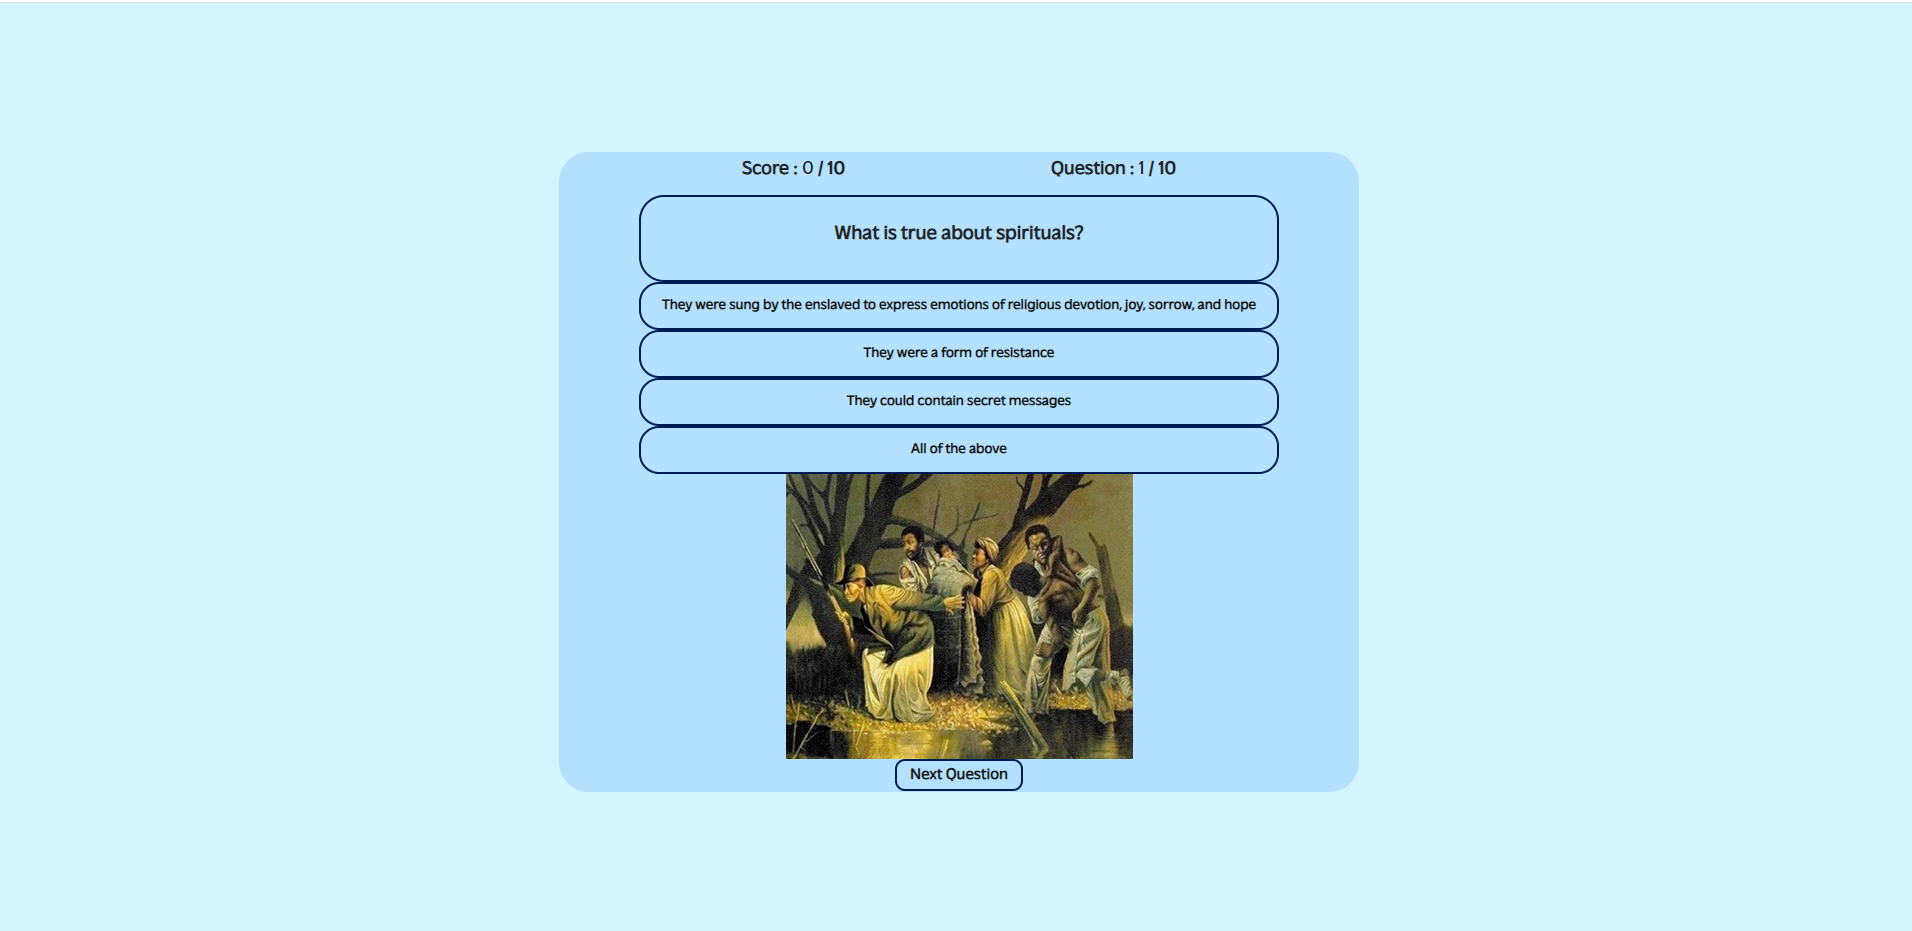 Score : 0 / 10
Question : 1 / 10
What is true about spirituals?
They were sung by the enslaved to express emotions of religious devotion, joy, sorrow, and hope
They were a form of resistance
They could contain secret messages
All of the above
Next Question